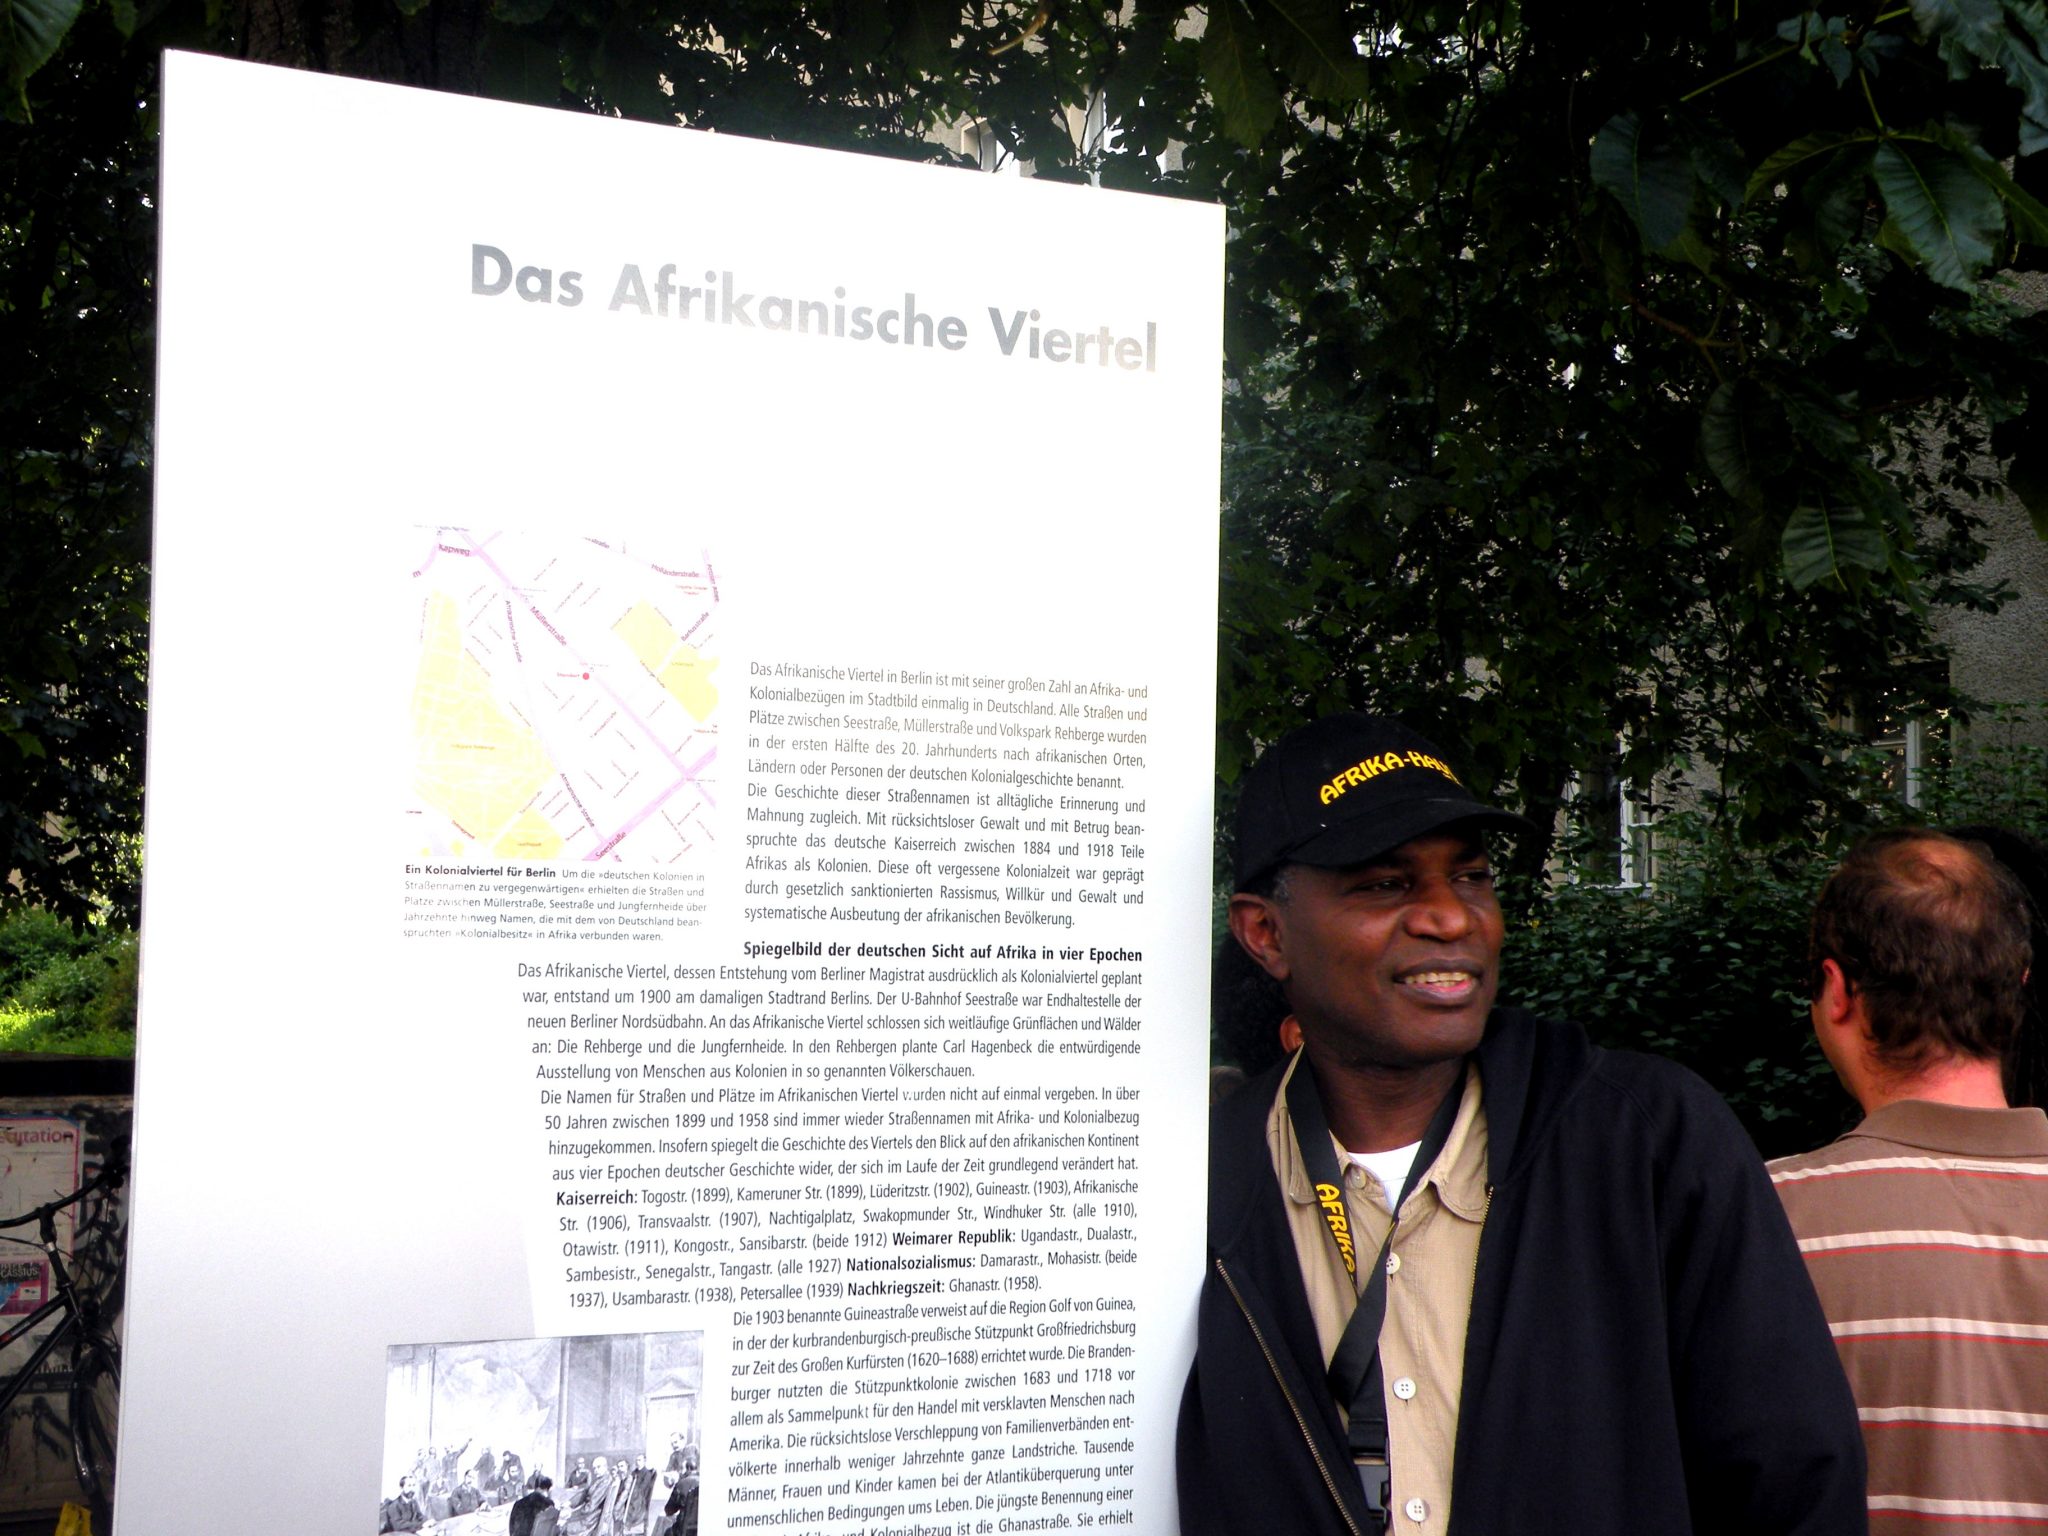 Das Afrikanische Viertel
Kapweg
Holländerstraße
Müllerstraße
Afrikanische Straße
Barfusstraße
Afrikanische Straße
Seestraße
Ein Kolonialviertel für Berlin Um die »deutschen Kolonien in
Straßennamen zu vergegenwärtigen« erhielten die Straßen und
Plätze zwischen Müllerstraße, Seestraße und Jungfernheide über
Jahrzehnte hinweg Namen, die mit dem von Deutschland bean-
spruchten »Kolonialbesitz« in Afrika verbunden waren.
Das Afrikanische Viertel in Berlin ist mit seiner großen Zahl an Afrika- und
Kolonialbezügen im Stadtbild einmalig in Deutschland. Alle Straßen und
Plätze zwischen Seestraße, Müllerstraße und Volkspark Rehberge wurden
in der ersten Hälfte des 20. Jahrhunderts nach afrikanischen Orten,
Ländern oder Personen der deutschen Kolonialgeschichte benannt.
Die Geschichte dieser Straßennamen ist alltägliche Erinnerung und
Mahnung zugleich. Mit rücksichtsloser Gewalt und mit Betrug bean-
spruchte das deutsche Kaiserreich zwischen 1884 und 1918 Teile
Afrikas als Kolonien. Diese oft vergessene Kolonialzeit war geprägt
durch gesetzlich sanktionierten Rassismus, Willkür und Gewalt und
systematische Ausbeutung der afrikanischen Bevölkerung.
Spiegelbild der deutschen Sicht auf Afrika in vier Epochen
Das Afrikanische Viertel, dessen Entstehung vom Berliner Magistrat ausdrücklich als Kolonialviertel geplant
war, entstand um 1900 am damaligen Stadtrand Berlins. Der U-Bahnhof Seestraße war Endhaltestelle der
neuen Berliner Nordsüdbahn. An das Afrikanische Viertel schlossen sich weitläufige Grünflächen und Wälder
an: Die Rehberge und die Jungfernheide. In den Rehbergen plante Carl Hagenbeck die entwürdigende
Ausstellung von Menschen aus Kolonien in so genannten Völkerschauen.
Die Namen für Straßen und Plätze im Afrikanischen Viertel wurden nicht auf einmal vergeben. In über
50 Jahren zwischen 1899 und 1958 sind immer wieder Straßennamen mit Afrika- und Kolonialbezug
hinzugekommen. Insofern spiegelt die Geschichte des Viertels den Blick auf den afrikanischen Kontinent
aus vier Epochen deutscher Geschichte wider, der sich im Laufe der Zeit grundlegend verändert hat.
Kaiserreich: Togostr. (1899), Kameruner Str. (1899), Lüderitzstr. (1902), Guineastr. (1903), Afrikanische
Str. (1906), Transvaalstr. (1907), Nachtigalplatz, Swakopmunder Str., Windhuker Str. (alle 1910),
Otawistr. (1911), Kongostr., Sansibarstr. (beide 1912) Weimarer Republik: Ugandastr., Dualastr.,
Sambesistr., Senegalstr., Tangastr. (alle 1927) Nationalsozialismus: Damarastr., Mohasistr. (beide
1937), Usambarastr. (1938), Petersallee (1939) Nachkriegszeit: Ghanastr. (1958).
Die 1903 benannte Guineastraße verweist auf die Region Golf von Guinea,
in der der kurbrandenburgisch-preußische Stützpunkt Großfriedrichsburg
zur Zeit des Großen Kurfürsten (1620–1688) errichtet wurde. Die Branden-
burger nutzten die Stützpunktkolonie zwischen 1683 und 1718 vor
allem als Sammelpunkt für den Handel mit versklavten Menschen nach
Amerika. Die rücksichtslose Verschleppung von Familienverbänden ent-
völkerte innerhalb weniger Jahrzehnte ganze Landstriche. Tausende
Männer, Frauen und Kinder kamen bei der Atlantiküberquerung unter
unmenschlichen Bedingungen ums Leben. Die jüngste Benennung einer
und Kolonialbezug ist die Ghanastraße. Sie erhielt
AFRIKA-HAUS
AFRIKA